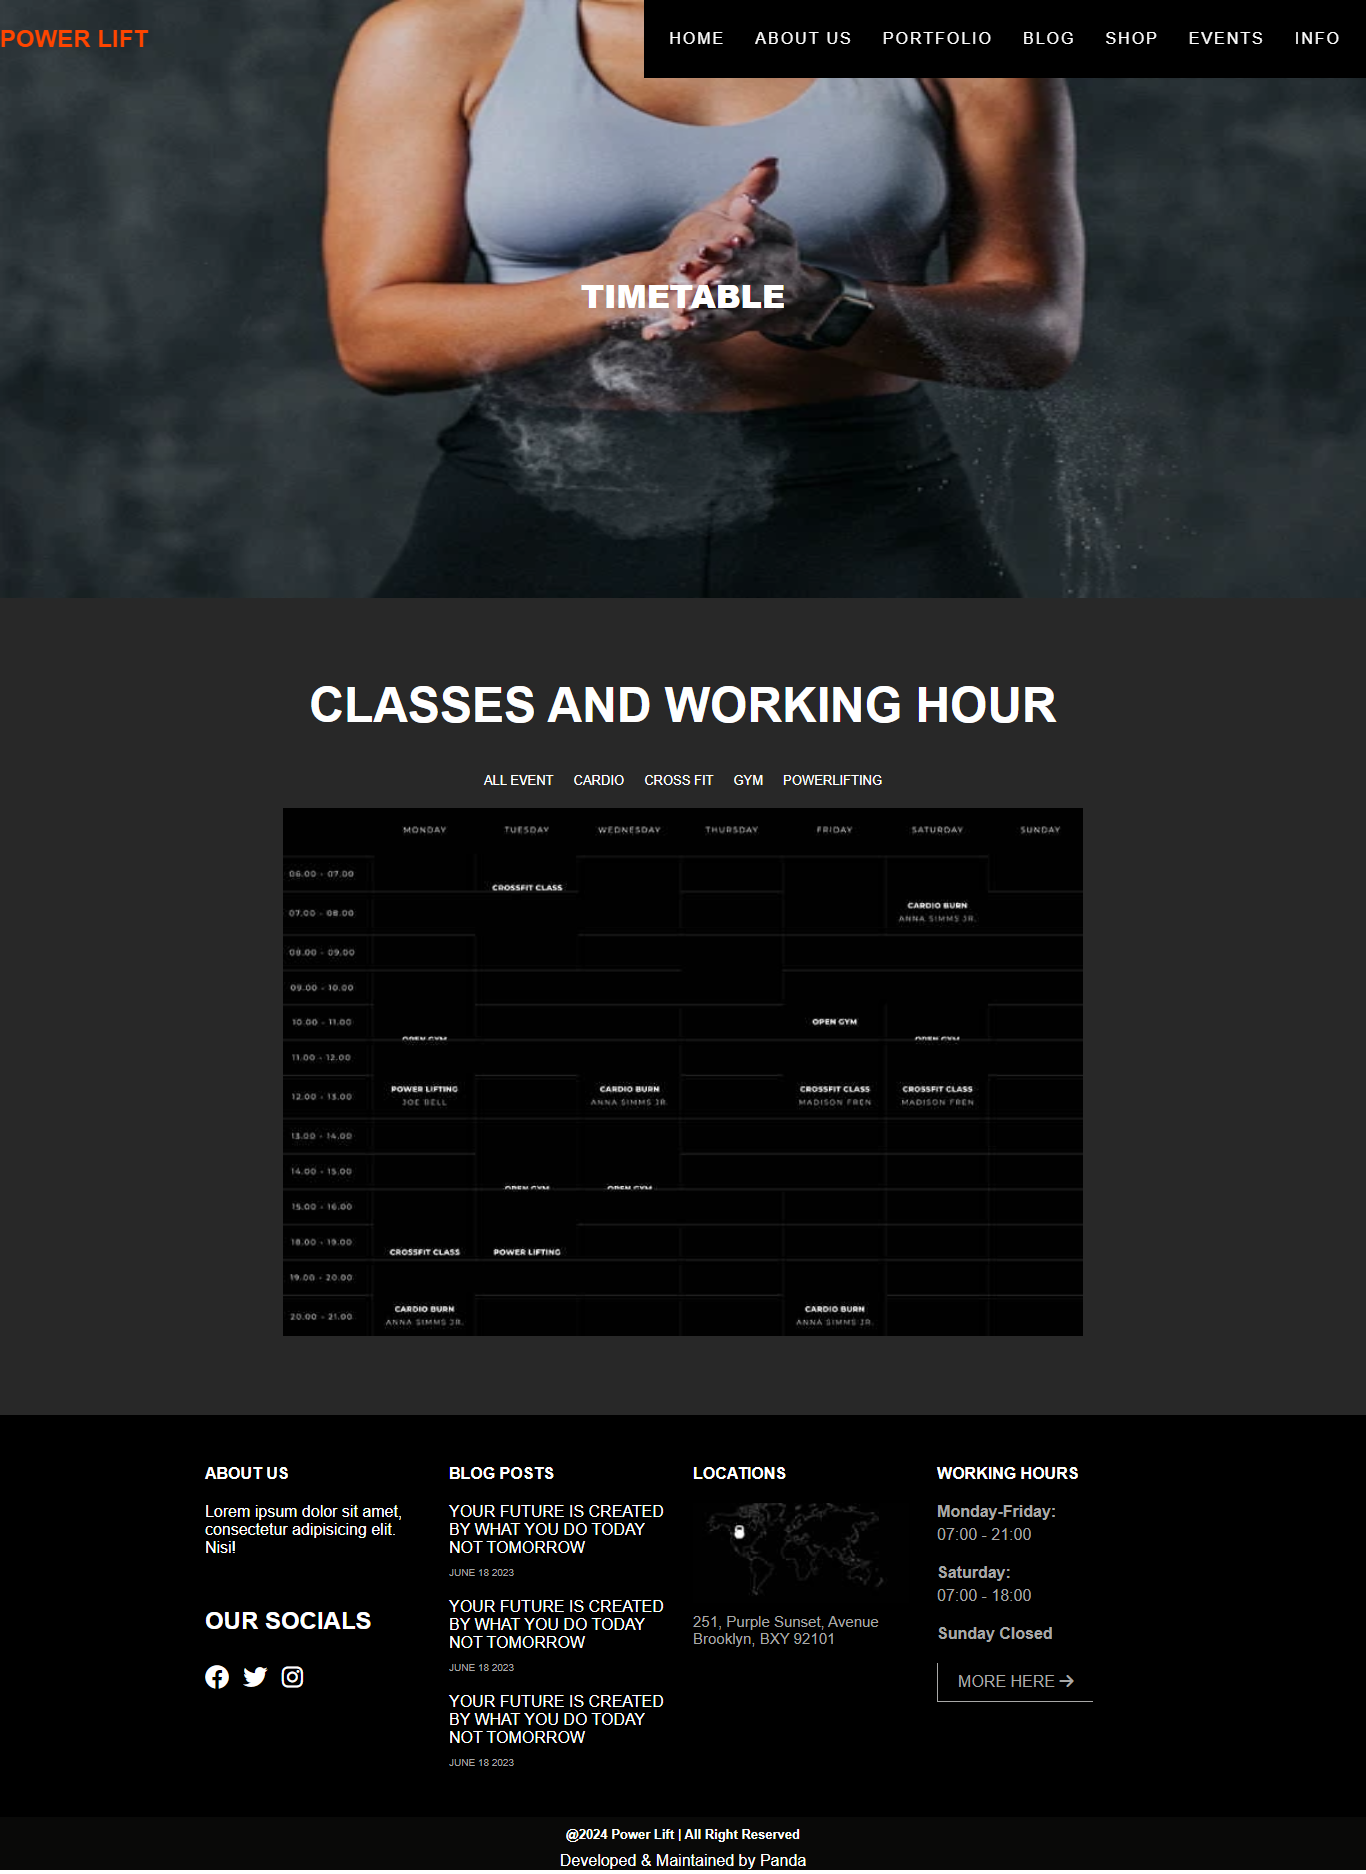 POWER LIFT
HOME ABOUT US PORTFOLIO BLOG SHOP EVENTS INFO
TIMETABLE
CLASSES AND WORKING HOUR
ALL EVENT CARDIO CROSS FIT GYM POWERLIFTING
MONDAY TUESDAY WEDNESDAY THURSDAY FRIDAY SATURDAY SUNDAY
06.00 - 07.00
CROSSFIT CLASS
CARDIO BURN
07.00 - 08.00
ANNA SIMMS JR.
08.00 - 09.00
09.00 - 10.00
10.00 - 11.00 OPEN GYM
OPEN GYM OPEN GYM
11.00 - 12.00
POWER LIFTING CARDIO BURN CROSSFIT CLASS CROSSFIT CLASS
12.00 - 13.00
JOE BELL ANNA SIMMS JR. MADISON FREN MADISON FREN
13.00 - 14.00
14.00 - 15.00
OPEN GYM OPEN GYM
15.00 - 16.00
18.00 - 19.00
CROSSFIT CLASS POWER LIFTING
19.00 - 20.00
CARDIO BURN CARDIO BURN
20.00 - 21.00
ANNA SIMMS JR. ANNA SIMMS JR.
ABOUT US
Lorem ipsum dolor sit amet,
consectetur adipisicing elit.
Nisi!
OUR SOCIALS
BLOG POSTS
YOUR FUTURE IS CREATED
BY WHAT YOU DO TODAY
NOT TOMORROW
JUNE 18 2023
YOUR FUTURE IS CREATED
BY WHAT YOU DO TODAY
NOT TOMORROW
JUNE 18 2023
YOUR FUTURE IS CREATED
BY WHAT YOU DO TODAY
NOT TOMORROW
JUNE 18 2023
LOCATIONS
251, Purple Sunset, Avenue
Brooklyn, BXY 92101
WORKING HOURS
Monday-Friday:
07:00 - 21:00
Saturday:
07:00 - 18:00
Sunday Closed
MORE HERE →
@2024 Power Lift | All Right Reserved
Developed & Maintained by Panda